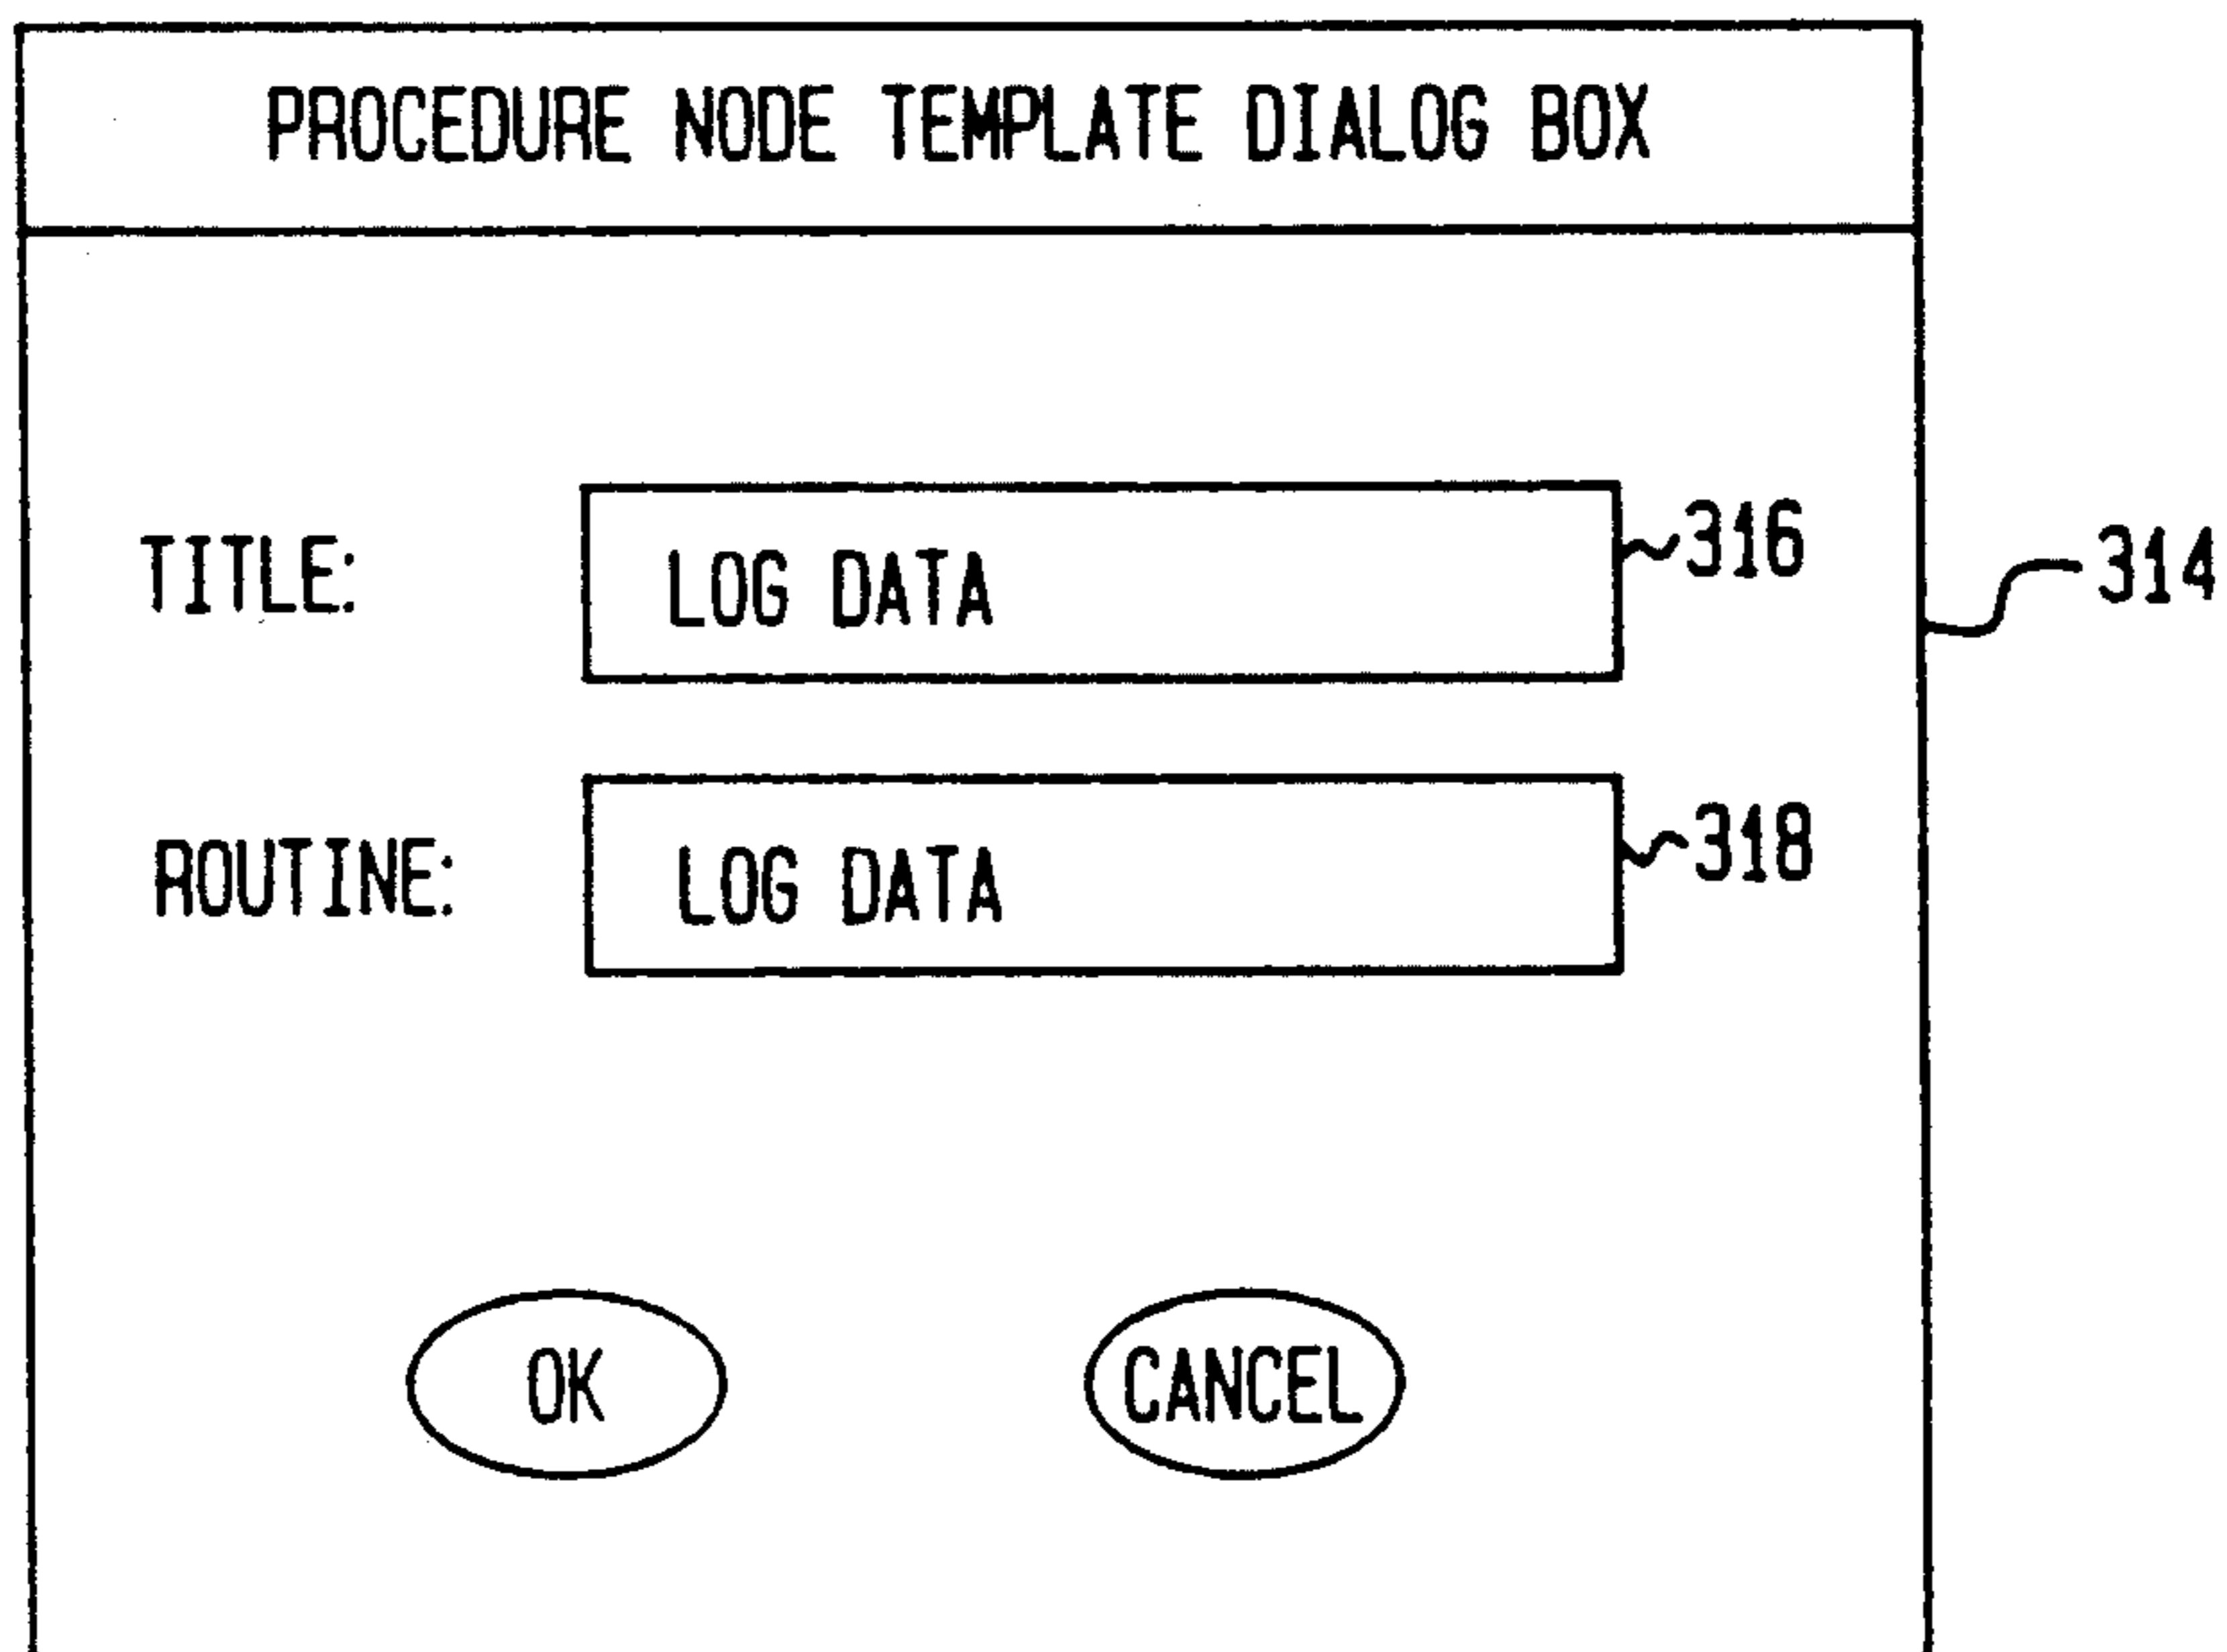 PROCEDURE NODE TEMPLATE DIALOG BOX
TITLE: LOG DATA 316
314
ROUTINE: LOG DATA 318
OK CANCEL